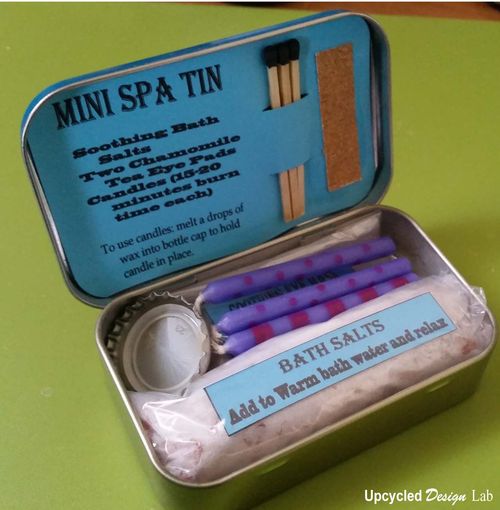 MINI SPA TIN
Soothing Bath
Salts
Two Chamomile
Tea Eye Pads
Candles (15-20
minutes burn
time each)
To use candles: melt a drops of
wax into bottle cap to hold
candle in place.
BATH SALTS
Add to Warm bath water and relax
Upcycled Design Lab